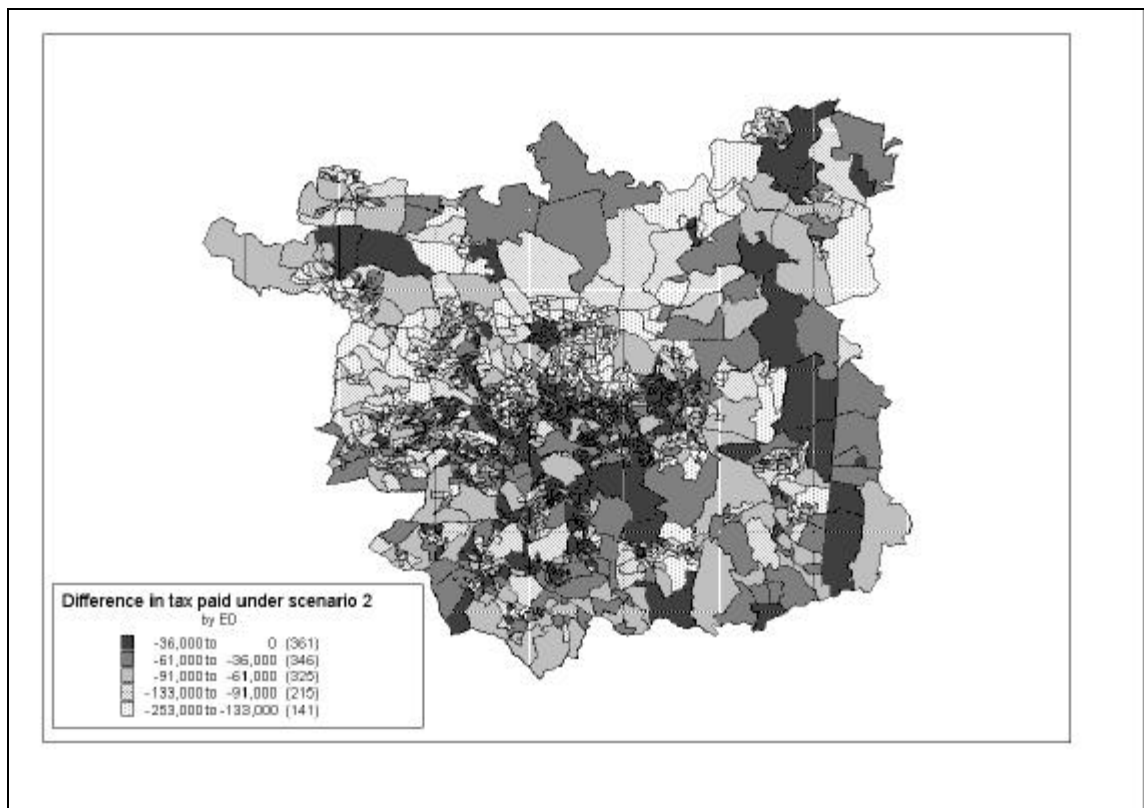 Difference in tax paid under scenario 2
by ED
-36,000 to 0 (361)
-61,000 to -36,000 (346)
-91,000 to -61,000 (325)
-133,000 to -91,000 (215)
-253,000 to -133,000 (141)